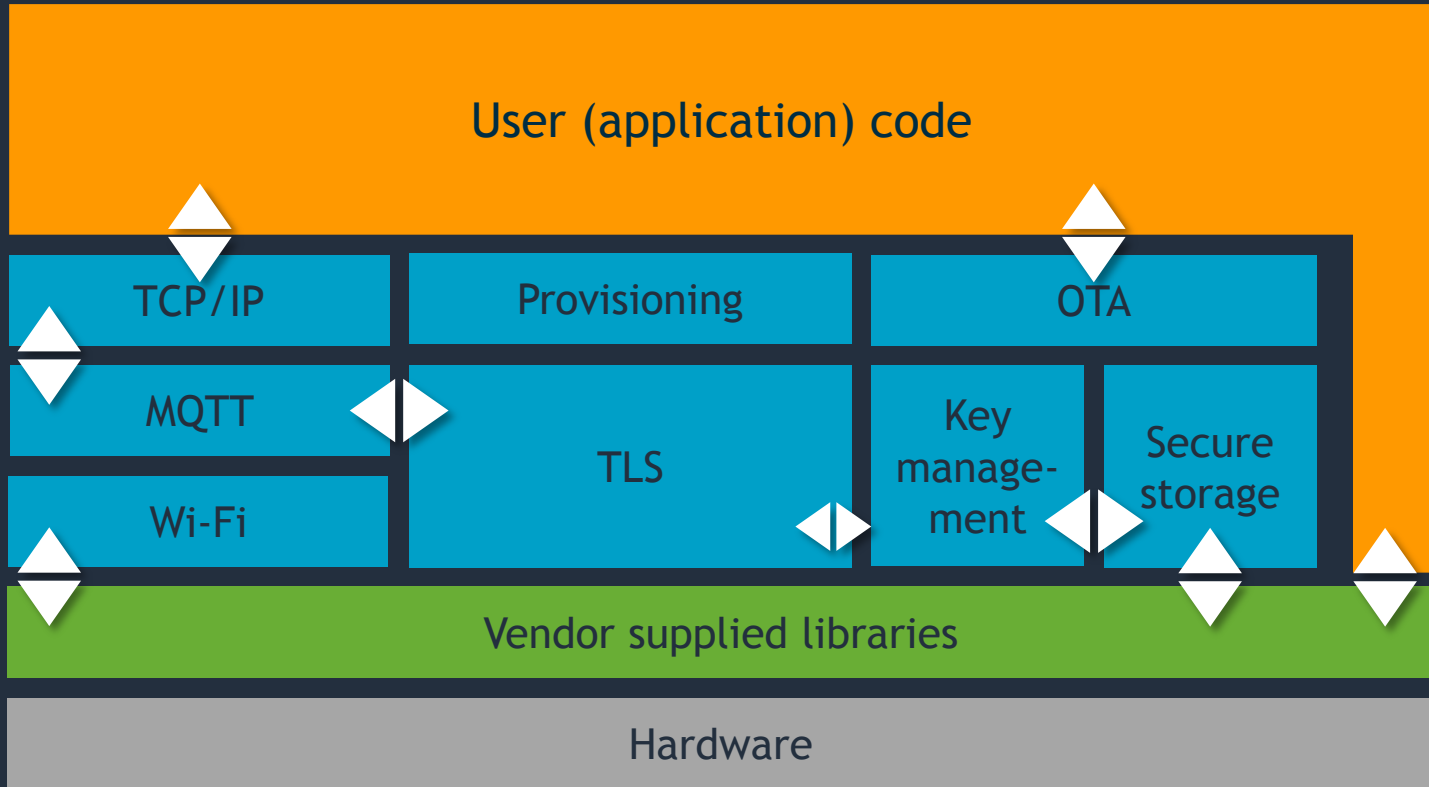 User (application) code
TCP/IP
Provisioning
OTA
MQTT
TLS
Key
manage-
ment
Secure
storage
Wi-Fi
Vendor supplied libraries
Hardware